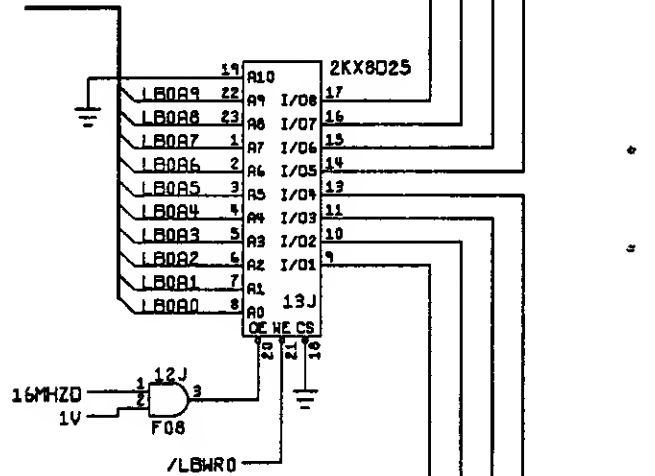 2KX8D25
19 A10
LB0A9 22 A9 I/O8 17
LB0A8 23 A8 I/O7 16
LB0A7 1 A7 I/O6 15
LB0A6 2 A6 I/O5 14
LB0A5 3 A5 I/O4 13
LB0A4 4 A4 I/O3 11
LB0A3 5 A3 I/O2 10
LB0A2 6 A2 I/O1 9
LB0A1 7 A1
LB0A0 8 A0
13J
OE WE CS
20 21 18
12J
16MHZD 1 3
1V 2
F08
/LBWR0